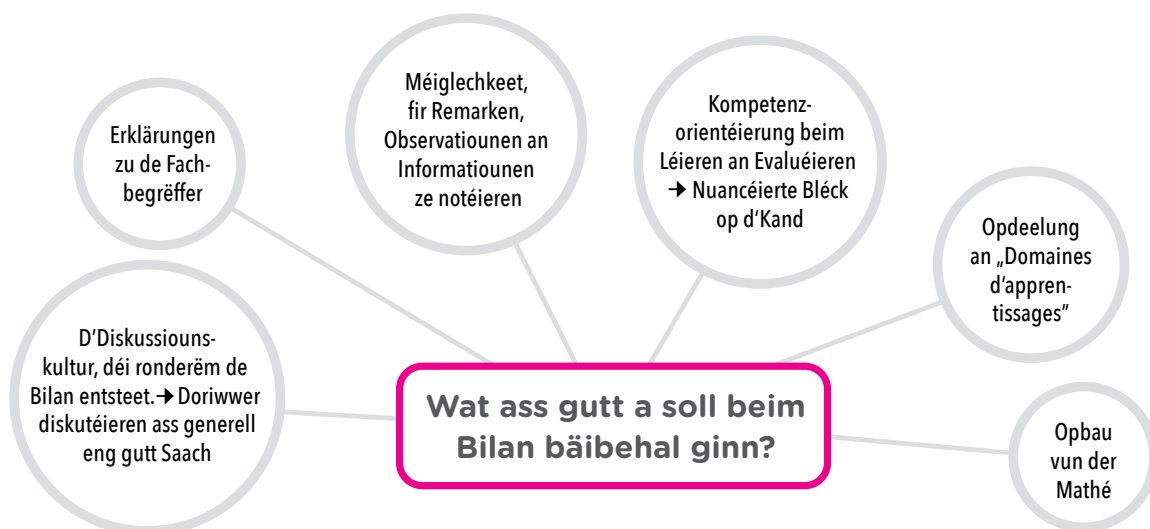 Erklärungen
zu de Fach-
begrëffer
Méiglechkeet,
fir Remarken,
Observatiounen an
Informatiounen
ze notéieren
Kompetenz-
orientéierung beim
Léieren an Evaluéieren
➔ Nuancéierte Bléck
op d‘Kand
Opdeelung
an „Domaines
d‘appren-
tissages“
D‘Diskussiouns-
kultur, déi ronderëm de
Bilan entsteet.➔ Doriwwer
diskutéieren ass generell
eng gutt Saach
Wat ass gutt a soll beim
Bilan bäibehal ginn?
Opbau
vun der
Mathé